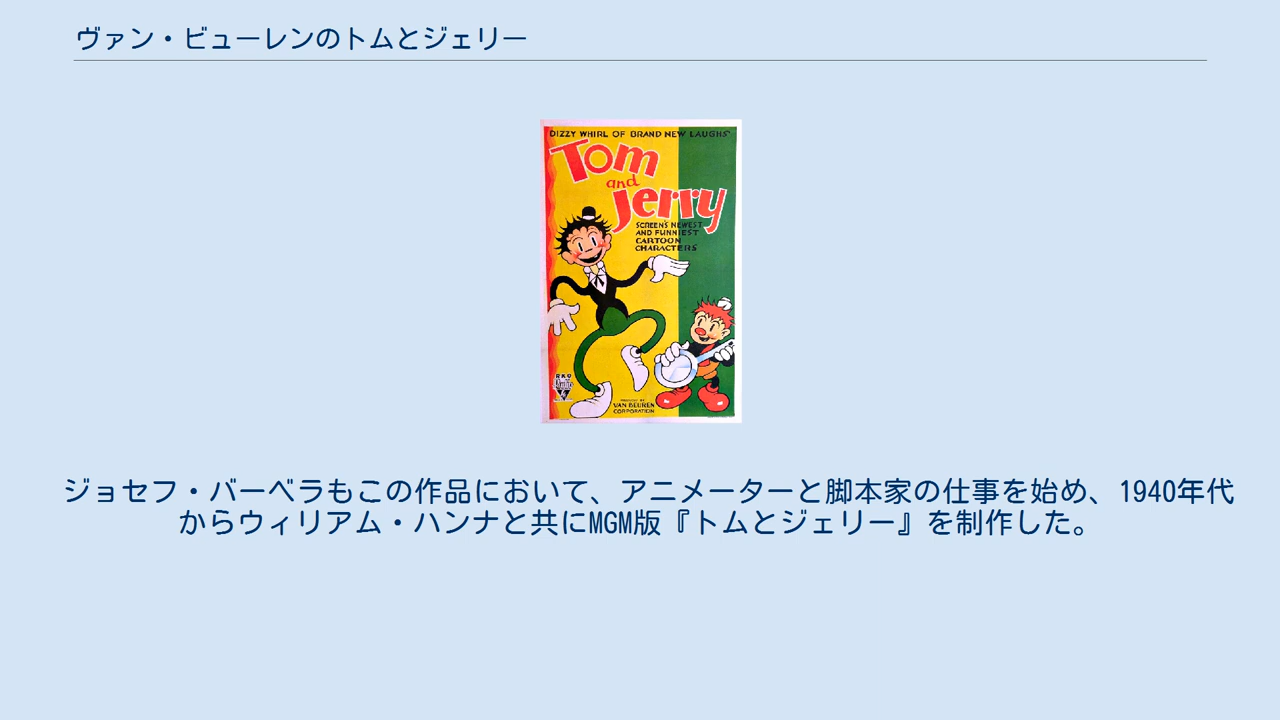 ヴァン・ビューレンのトムとジェリー
DIZZY WHIRL OF BRAND NEW LAUGHS
Tom
and
Jerry
SCREEN'S NEWEST
AND FUNNIEST
CARTOON
CHARACTERS
RKO
PRODUCED BY
VAN BEUREN
CORPORATION
ジョセフ・バーベラもこの作品において、アニメーターと脚本家の仕事を始め、1940年代
からウィリアム・ハンナと共にMGM版『トムとジェリー』を制作した。